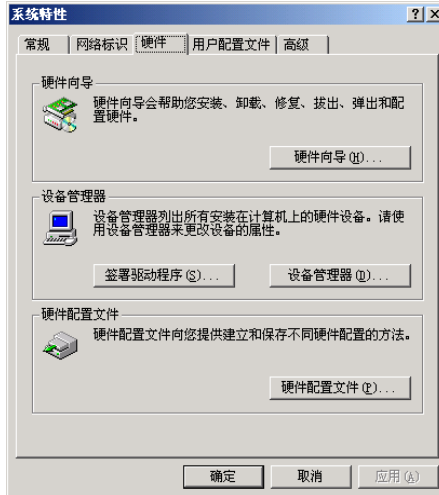 系统特性
常规 网络标识 硬件 用户配置文件 高级
硬件向导
硬件向导会帮助您安装、卸载、修复、拔出、弹出和配
置硬件。
硬件向导(H)...
设备管理器
设备管理器列出所有安装在计算机上的硬件设备。请使
用设备管理器来更改设备的属性。
签署驱动程序(S)... 设备管理器(D)...
硬件配置文件
硬件配置文件向您提供建立和保存不同硬件配置的方法。
硬件配置文件(P)...
确定 取消 应用(A)